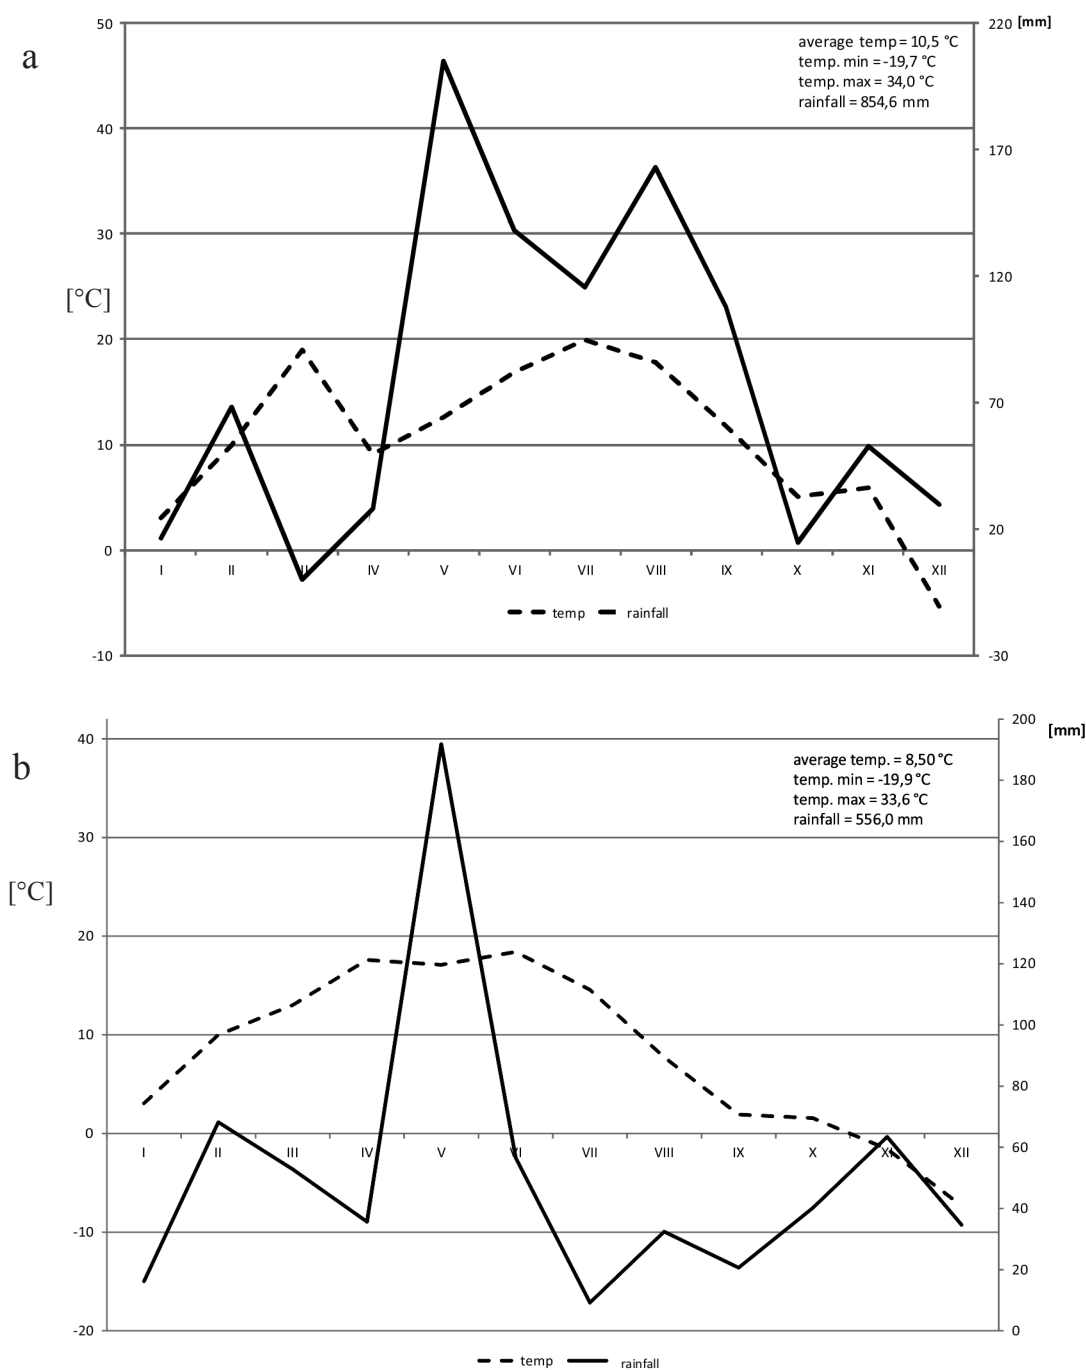 50
220 [mm]
a
average temp = 10,5 °C
temp. min = -19,7 °C
temp. max = 34,0 °C
rainfall = 854,6 mm
40
170
30
120
[°C]
20
70
10
20
0
I II III IV V VI VII VIII IX X XI XII
temp rainfall
-10
-30
200 [mm]
40
b
average temp. = 8,50 °C
temp. min = -19,9 °C
temp. max = 33,6 °C
rainfall = 556,0 mm
180
30
160
[°C]
140
20
120
10
100
80
0
60
I II III IV V VI VII VIII IX X XI XII
40
-10
20
-20
0
temp rainfall